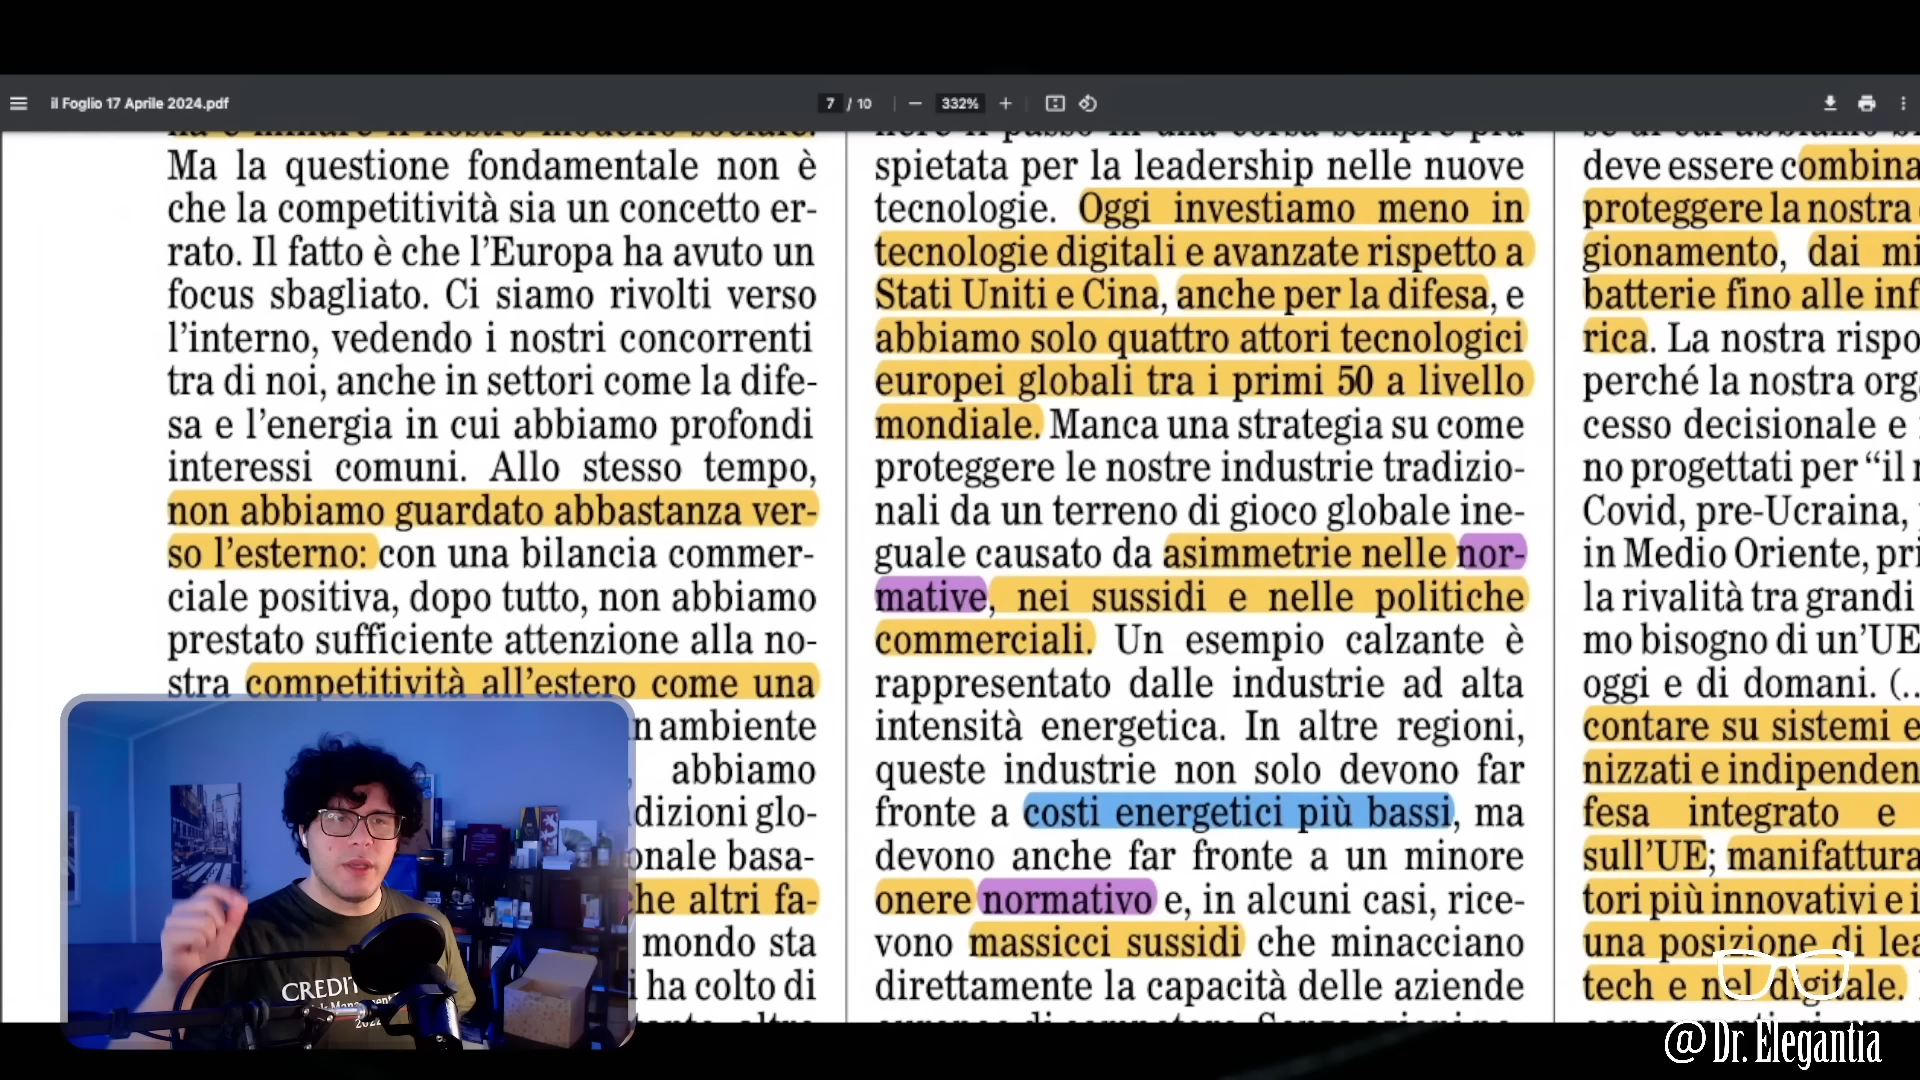 il Foglio 17 Aprile 2024.pdf
7 / 10
332%
Ma la questione fondamentale non è
che la competitività sia un concetto er-
rato. Il fatto è che l'Europa ha avuto un
focus sbagliato. Ci siamo rivolti verso
l'interno, vedendo i nostri concorrenti
tra di noi, anche in settori come la dife-
sa e l'energia in cui abbiamo profondi
interessi comuni. Allo stesso tempo,
non abbiamo guardato abbastanza ver-
so l'esterno: con una bilancia commer-
ciale positiva, dopo tutto, non abbiamo
prestato sufficiente attenzione alla no-
stra competitività all'estero come una
n ambiente
abbiamo
dizioni glo-
onale basa-
he altri fa-
mondo sta
i ha colto di
spietata per la leadership nelle nuove
tecnologie. Oggi investiamo meno in
tecnologie digitali e avanzate rispetto a
Stati Uniti e Cina, anche per la difesa, e
abbiamo solo quattro attori tecnologici
europei globali tra i primi 50 a livello
mondiale. Manca una strategia su come
proteggere le nostre industrie tradizio-
nali da un terreno di gioco globale ine-
guale causato da asimmetrie nelle nor-
mative, nei sussidi e nelle politiche
commerciali. Un esempio calzante è
rappresentato dalle industrie ad alta
intensità energetica. In altre regioni,
queste industrie non solo devono far
fronte a costi energetici più bassi, ma
devono anche far fronte a un minore
onere normativo e, in alcuni casi, rice-
vono massicci sussidi che minacciano
direttamente la capacità delle aziende
deve essere combina
proteggere la nostra
gionamento, dai mi
batterie fino alle inf
rica. La nostra rispo
perché la nostra org
cesso decisionale e
no progettati per “il
Covid, pre-Ucraina,
in Medio Oriente, pri
la rivalità tra grandi
mo bisogno di un'UE
oggi e di domani. (..
contare su sistemi e
nizzati e indipenden
fesa integrato e
sull'UE; manifattura
tori più innovativi e i
una posizione di lea
tech e nel digitale.
CREDIT
2022
@Dr. Elegantia